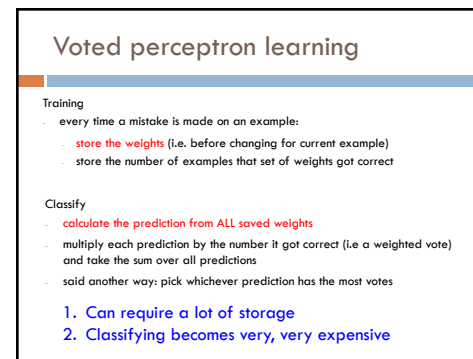 Voted perceptron learning
Training
- every time a mistake is made on an example:
- store the weights (i.e. before changing for current example)
- store the number of examples that set of weights got correct
Classify
- calculate the prediction from ALL saved weights
- multiply each prediction by the number it got correct (i.e a weighted vote)
and take the sum over all predictions
- said another way: pick whichever prediction has the most votes
1. Can require a lot of storage
2. Classifying becomes very, very expensive